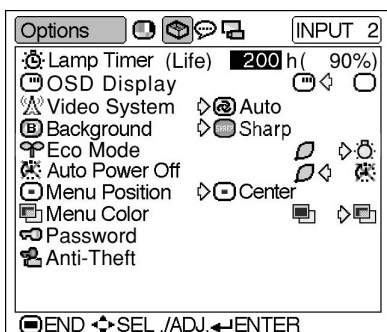 Options INPUT 2
Lamp Timer (Life) 200 h( 90%)
OSD Display
Video System Auto
B Background SHARP Sharp
Eco Mode
Auto Power Off
Menu Position Center
Menu Color
Password
Anti-Theft
END SEL./ADJ. ENTER